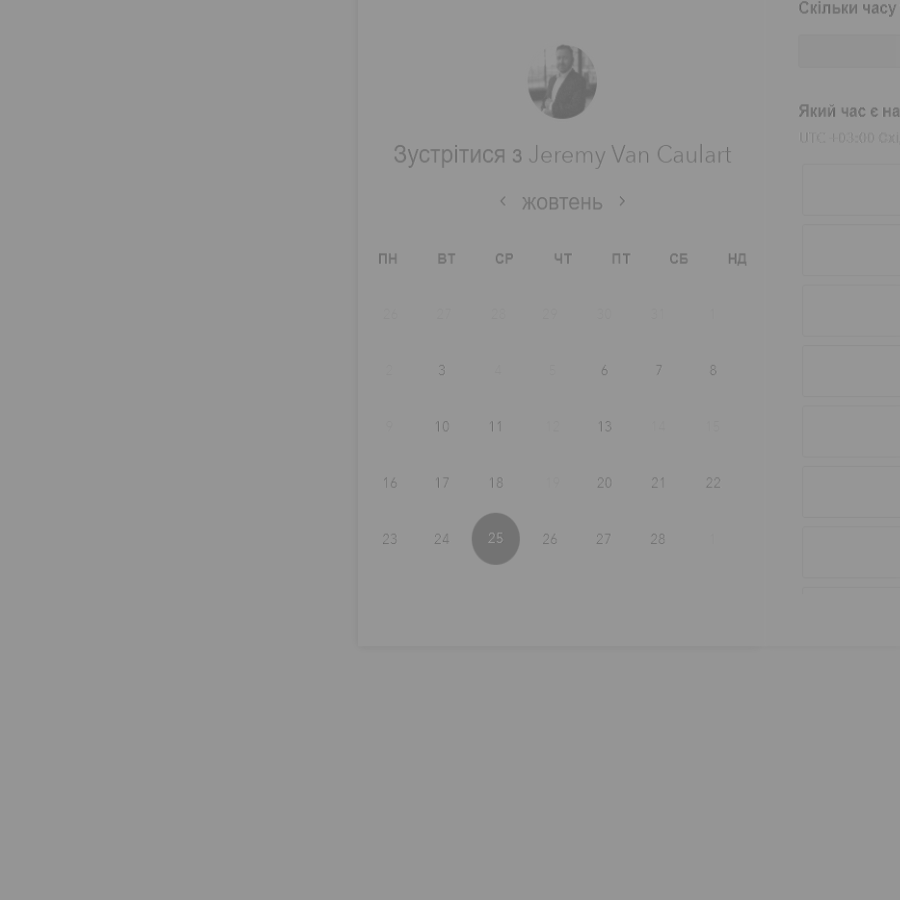 Скільки часу
Який час є на
UTC +03:00 Схі
Зустрітися з Jeremy Van Caulart
жовтень
ПН ВТ СР ЧТ ПТ СБ НД
26 27 28 29 30 31 1
2 3 4 5 6 7 8
9 10 11 12 13 14 15
16 17 18 19 20 21 22
23 24 25 26 27 28